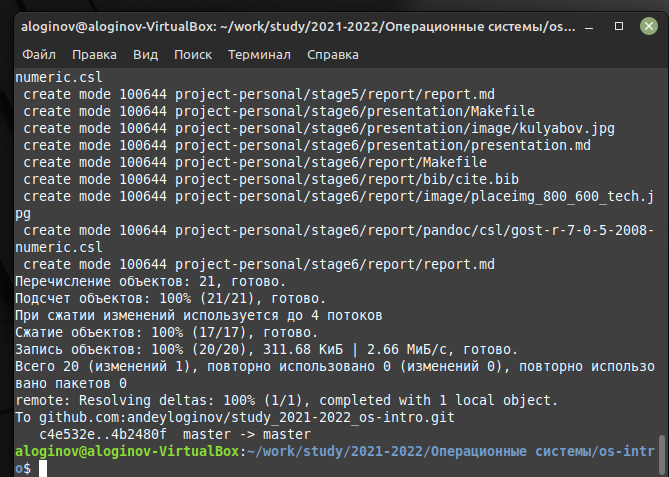 aloginov@aloginov-VirtualBox: ~/work/study/2021-2022/Операционные системы/os...
Файл Правка Вид Поиск Терминал Справка
numeric.csl
 create mode 100644 project-personal/stage5/report/report.md
 create mode 100644 project-personal/stage6/presentation/Makefile
 create mode 100644 project-personal/stage6/presentation/image/kulyabov.jpg
 create mode 100644 project-personal/stage6/presentation/presentation.md
 create mode 100644 project-personal/stage6/report/Makefile
 create mode 100644 project-personal/stage6/report/bib/cite.bib
 create mode 100644 project-personal/stage6/report/image/placeimg_800_600_tech.j
pg
 create mode 100644 project-personal/stage6/report/pandoc/csl/gost-r-7-0-5-2008-
numeric.csl
 create mode 100644 project-personal/stage6/report/report.md
Перечисление объектов: 21, готово.
Подсчет объектов: 100% (21/21), готово.
При сжатии изменений используется до 4 потоков
Сжатие объектов: 100% (17/17), готово.
Запись объектов: 100% (20/20), 311.68 КиБ | 2.66 МиБ/с, готово.
Всего 20 (изменений 1), повторно использовано 0 (изменений 0), повторно использо
вано пакетов 0
remote: Resolving deltas: 100% (1/1), completed with 1 local object.
To github.com:andeyloginov/study_2021-2022_os-intro.git
   c4e532e..4b2480f  master -> master
aloginov@aloginov-VirtualBox:~/work/study/2021-2022/Операционные системы/os-intr
o$